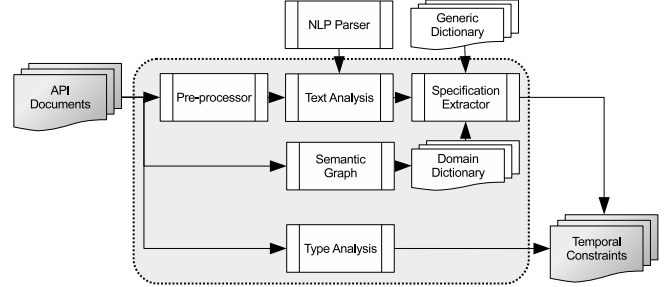 NLP Parser
Generic
Dictionary
API
Documents
Pre-processor
Text Analysis
Specification
Extractor
Semantic
Graph
Domain
Dictionary
Type Analysis
Temporal
Constraints